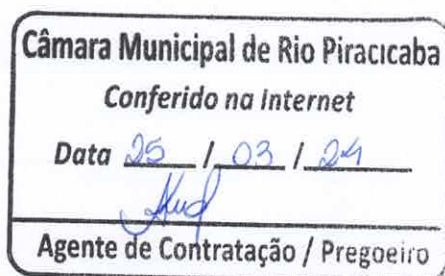 Câmara Municipal de Rio Piracicaba
Conferido na Internet
Data 25 / 03 / 24
Agente de Contratação / Pregoeiro